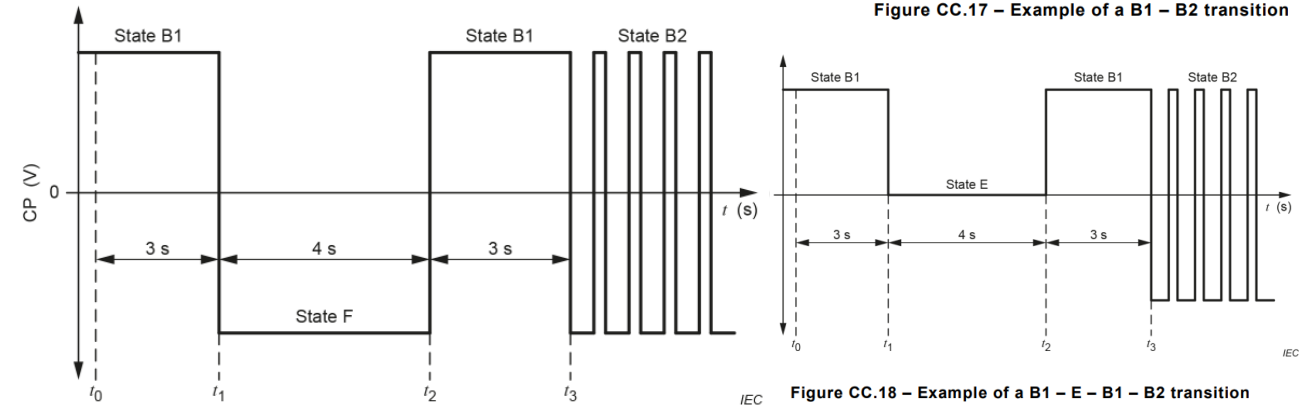 Figure CC.17 – Example of a B1 – B2 transition
State B1
State B1
State B2
CP (V)
0
t (s)
3 s
4 s
3 s
State F
t0
t1
t2
t3
IEC
State B1
State B1
State B2
State E
t (s)
3 s
4 s
3 s
t0
t1
t2
t3
IEC
Figure CC.18 – Example of a B1 – E – B1 – B2 transition